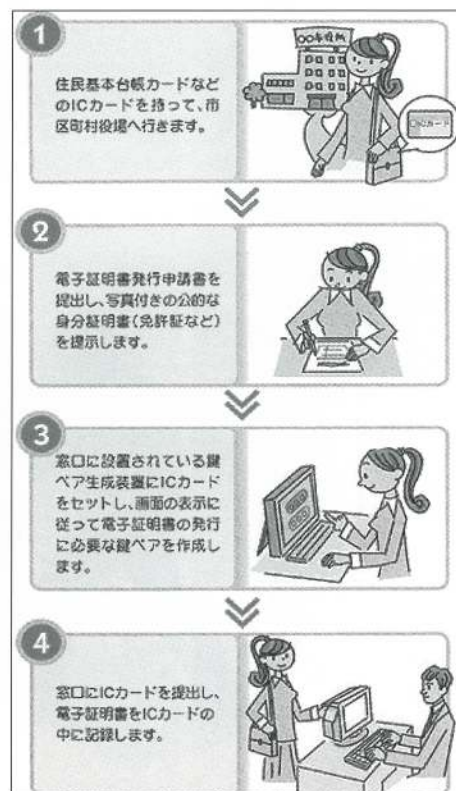 1
住民基本台帳カードなど
のICカードを持って、市
区町村役場へ行きます。
〇〇市役所
ICカード
2
電子証明書発行申請書を
提出し、写真付きの公的な
身分証明書(免許証など)
を提示します。
3
窓口に設置されている鍵
ペア生成装置にICカード
をセットし、画面の表示に
従って電子証明書の発行
に必要な鍵ペアを作成し
ます。
4
窓口にICカードを提出し、
電子証明書をICカードの
中に記録します。